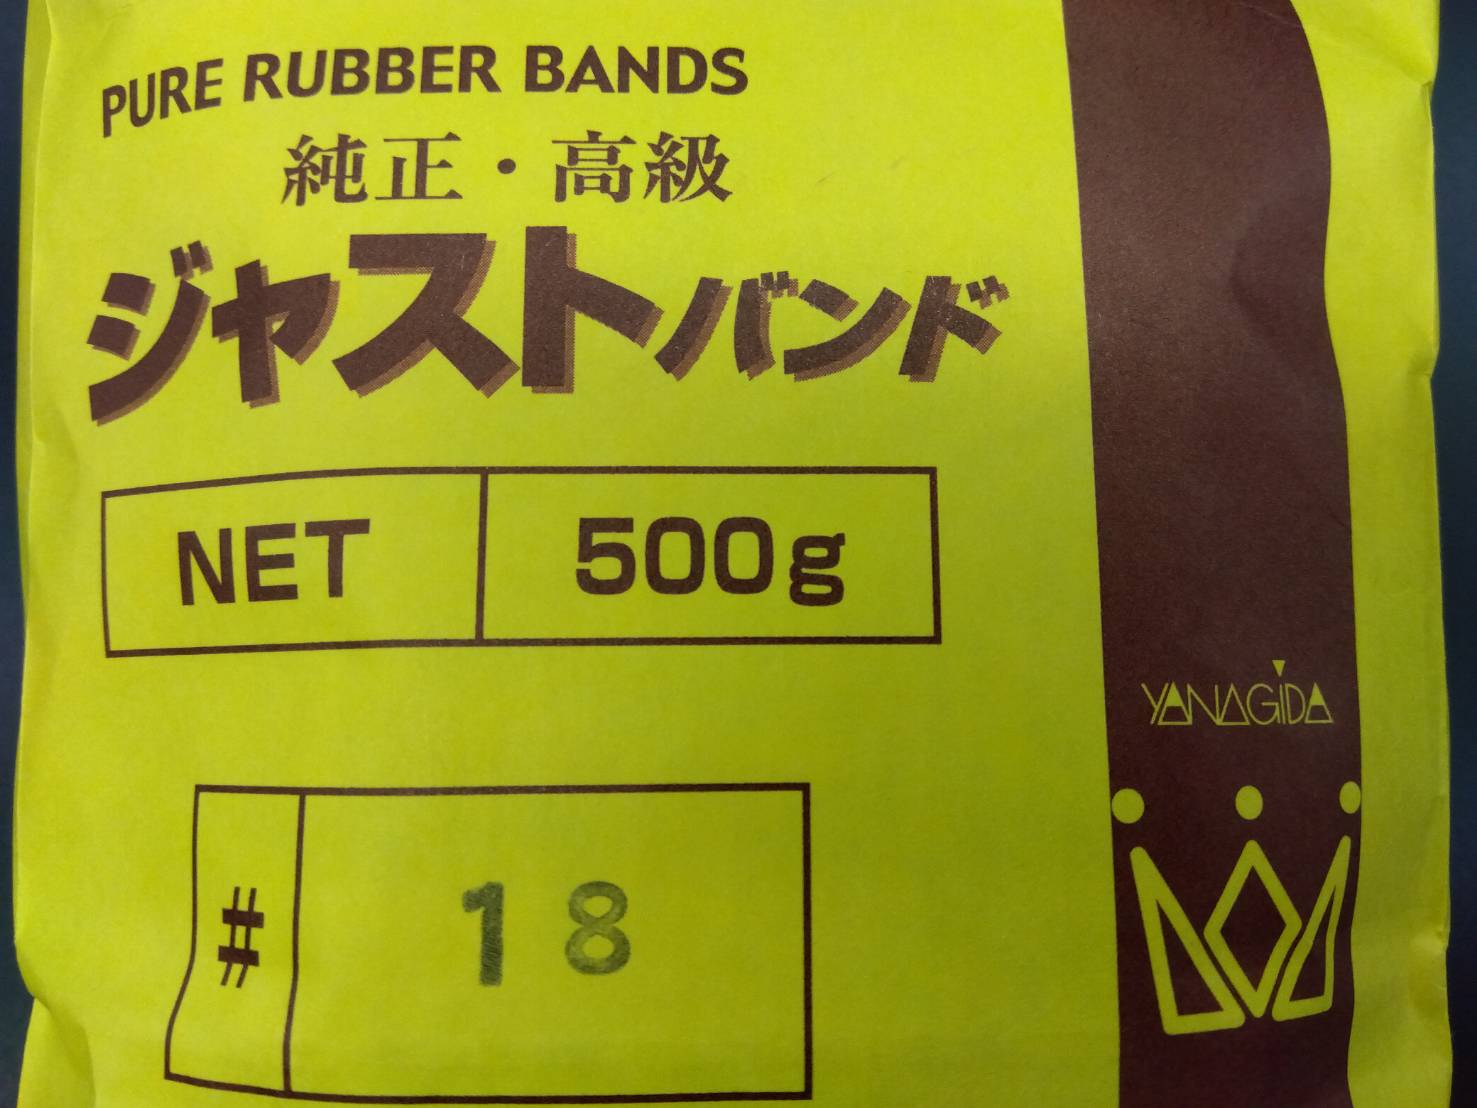 PURE RUBBER BANDS
純正・高級
ジャストバンド
NET 500g
YANAGIDA
# 18